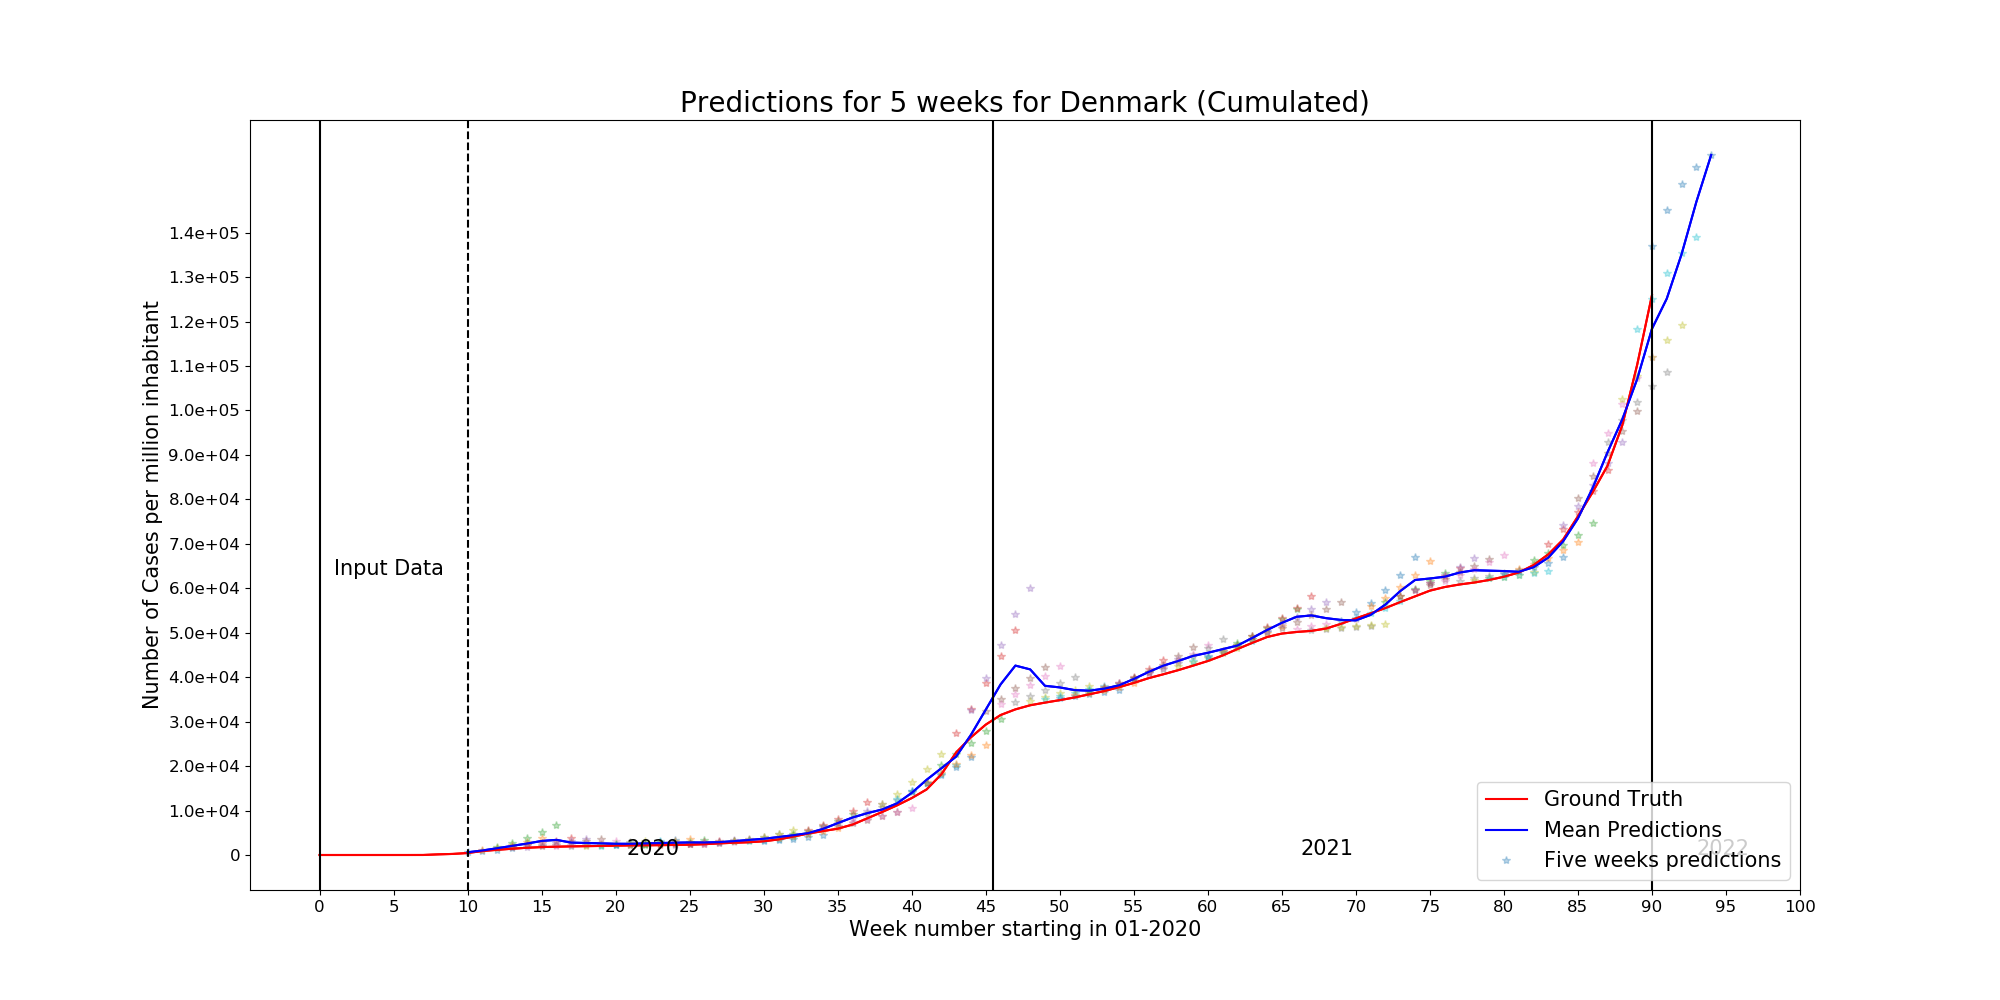 Predictions for 5 weeks for Denmark (Cumulated)
Number of Cases per million inhabitant
1.4e+05
1.3e+05
1.2e+05
1.1e+05
1.0e+05
9.0e+04
8.0e+04
7.0e+04
6.0e+04
5.0e+04
4.0e+04
3.0e+04
2.0e+04
1.0e+04
0
Input Data
2020
2021
2022
Ground Truth
Mean Predictions
Five weeks predictions
0 5 10 15 20 25 30 35 40 45 50 55 60 65 70 75 80 85 90 95 100
Week number starting in 01-2020